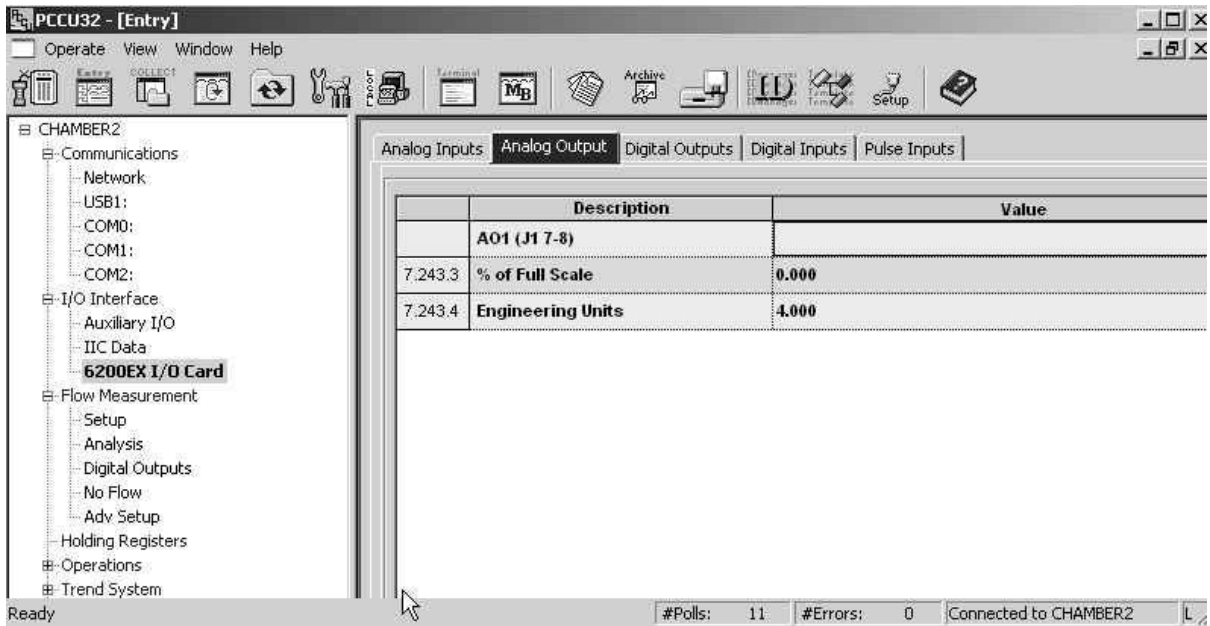 PCCU32 - [Entry]
Operate View Window Help
Entry
COLLECT
LOCAL
Terminal
MB
Archive
Setup
CHAMBER2
Communications
Network
USB1:
COM0:
COM1:
COM2:
I/O Interface
Auxiliary I/O
IIC Data
6200EX I/O Card
Flow Measurement
Setup
Analysis
Digital Outputs
No Flow
Adv Setup
Holding Registers
Operations
Trend System
Analog Inputs Analog Output Digital Outputs Digital Inputs Pulse Inputs
Description Value
AO1 (J1 7-8)
7.243.3 % of Full Scale 0.000
7.243.4 Engineering Units 4.000
Ready #Polls: 11 #Errors: 0 Connected to CHAMBER2 L